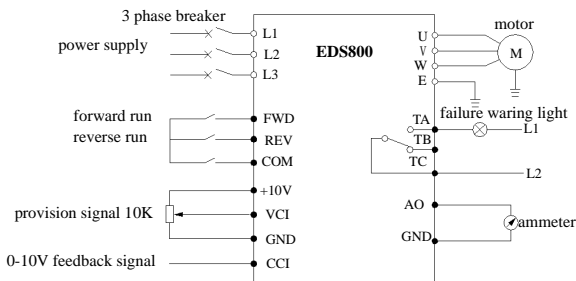 3 phase breaker
power supply
L1
L2
L3
EDS800
U
V
W
E
motor
M
forward run
reverse run
FWD
REV
COM
TA
TB
TC
failure waring light
L1
L2
+10V
provision signal 10K
VCI
GND
0-10V feedback signal
CCI
AO
GND
ammeter